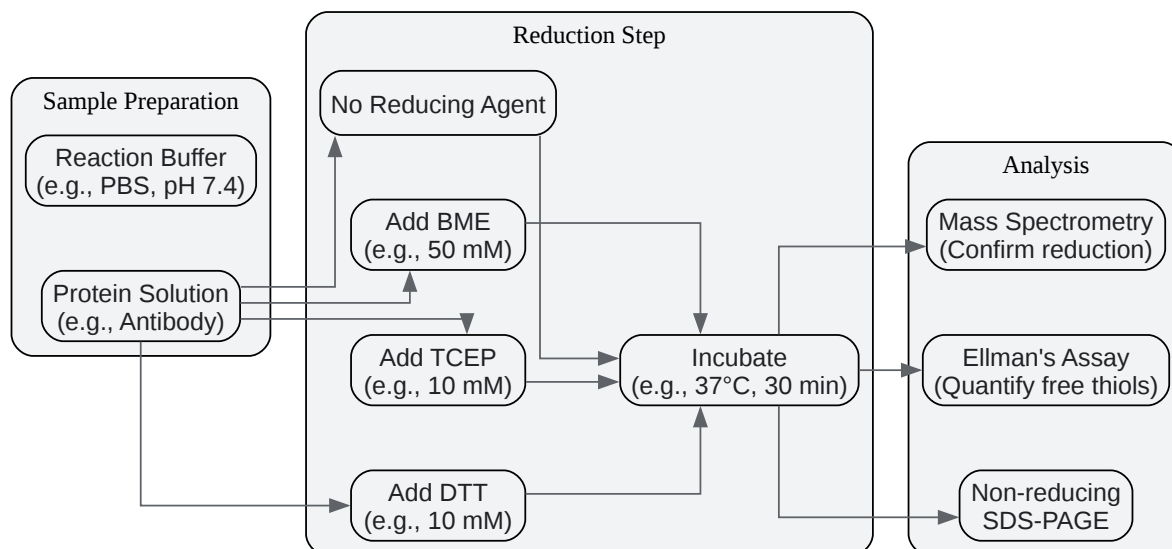 Sample Preparation
Reaction Buffer
(e.g., PBS, pH 7.4)
Protein Solution
(e.g., Antibody)
Reduction Step
No Reducing Agent
Add BME
(e.g., 50 mM)
Add TCEP
(e.g., 10 mM)
Add DTT
(e.g., 10 mM)
Incubate
(e.g., 37°C, 30 min)
Analysis
Mass Spectrometry
(Confirm reduction)
Ellman's Assay
(Quantify free thiols)
Non-reducing
SDS-PAGE